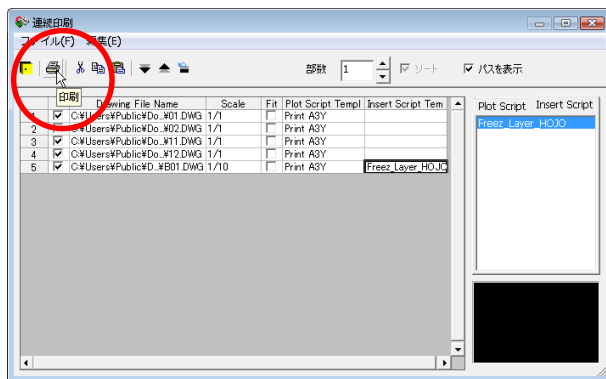 連続印刷
ファイル(F) 編集(E)
部数 1 ソート パスを表示
印刷
Drawing File Name Scale Fit Plot Script Templ Insert Script Tem
1 C:¥Users¥Public¥Do..¥01.DWG 1/1 Print A3Y
2 C:¥Users¥Public¥Do..¥02.DWG 1/1 Print A3Y
3 C:¥Users¥Public¥Do..¥11.DWG 1/1 Print A3Y
4 C:¥Users¥Public¥Do..¥12.DWG 1/1 Print A3Y
5 C:¥Users¥Public¥D..¥B01.DWG 1/10 Print A3Y Freez_Layer_HOJO
Plot Script Insert Script
Freez_Layer_HOJO